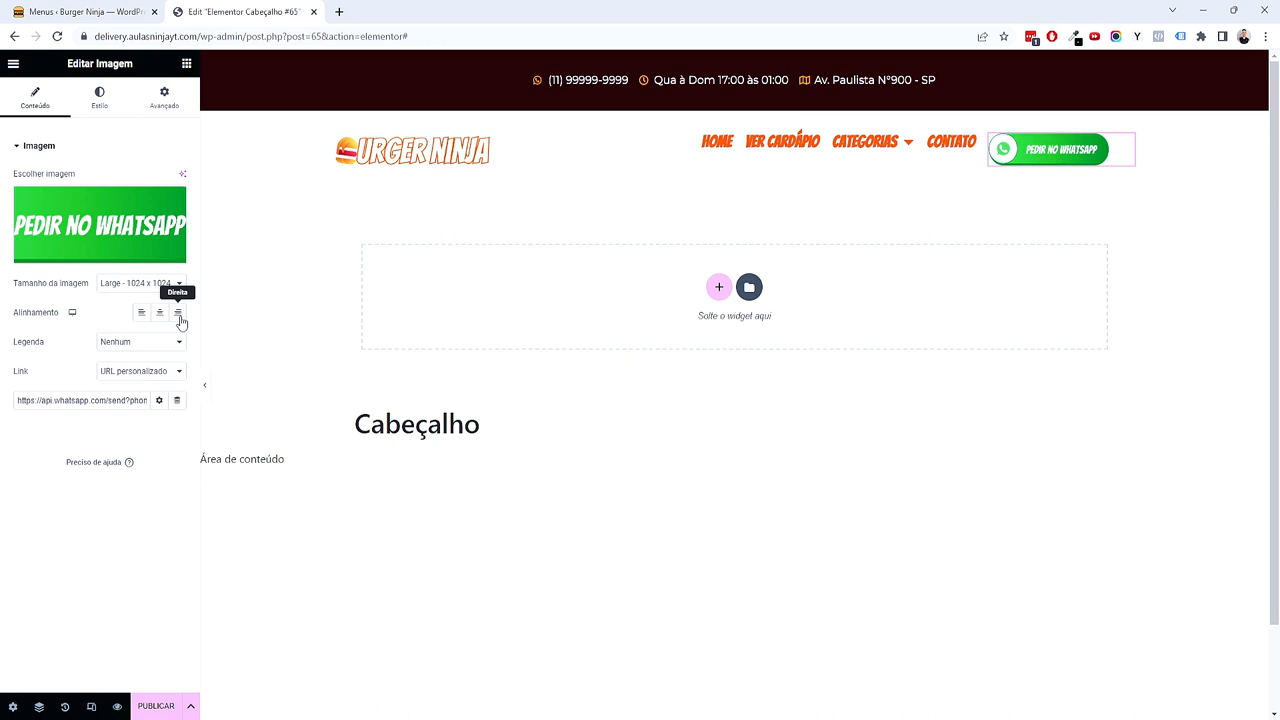 Menus ‹ Burger Ninja — WordPr
Edit "Elementor Cabeçalho #65"
delivery.aulasninjayt.com/wp-admin/post.php?post=65&action=elementor#
Editar Imagem
Conteúdo
Estilo
Avançado
Imagem
Escolher imagem
PEDIR NO WHATSAPP
Tamanho da imagem
Large - 1024 x 1024
Direita
Alinhamento
Legenda
Nenhum
Link
URL personalizado
https://api.whatsapp.com/send?phon
Preciso de ajuda
PUBLICAR
(11) 99999-9999
Qua à Dom 17:00 às 01:00
Av. Paulista N°900 - SP
BURGER NINJA
HOME
VER CARDÁPIO
CATEGORIAS
CONTATO
PEDIR NO WHATSAPP
Solte o widget aqui
Cabeçalho
Área de conteúdo